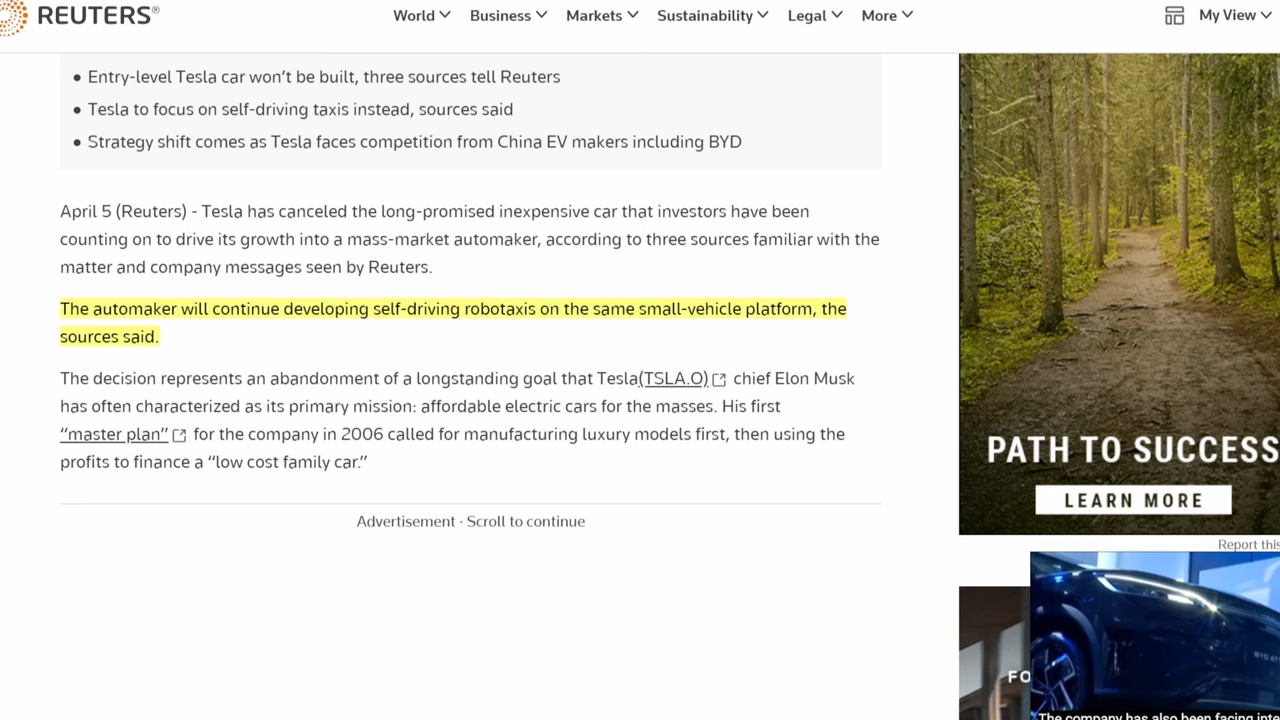 REUTERS®
World Business Markets Sustainability Legal More My View
• Entry-level Tesla car won't be built, three sources tell Reuters
• Tesla to focus on self-driving taxis instead, sources said
• Strategy shift comes as Tesla faces competition from China EV makers including BYD
April 5 (Reuters) - Tesla has canceled the long-promised inexpensive car that investors have been
counting on to drive its growth into a mass-market automaker, according to three sources familiar with the
matter and company messages seen by Reuters.
The automaker will continue developing self-driving robotaxis on the same small-vehicle platform, the
sources said.
The decision represents an abandonment of a longstanding goal that Tesla(TSLA.O) chief Elon Musk
has often characterized as its primary mission: affordable electric cars for the masses. His first
“master plan” for the company in 2006 called for manufacturing luxury models first, then using the
profits to finance a “low cost family car.”
Advertisement · Scroll to continue
PATH TO SUCCESS
LEARN MORE
Report this
FO
The company has also been facing